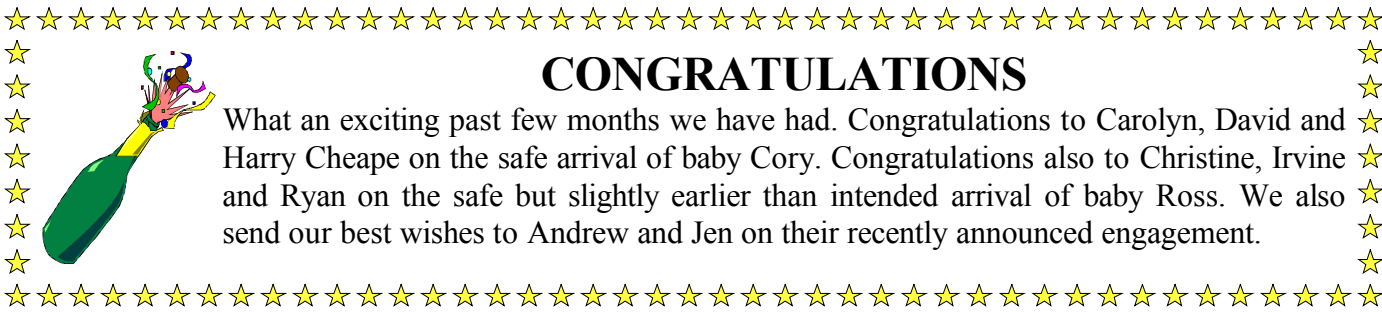 CONGRATULATIONS
What an exciting past few months we have had. Congratulations to Carolyn, David and
Harry Cheape on the safe arrival of baby Cory. Congratulations also to Christine, Irvine
and Ryan on the safe but slightly earlier than intended arrival of baby Ross. We also
send our best wishes to Andrew and Jen on their recently announced engagement.